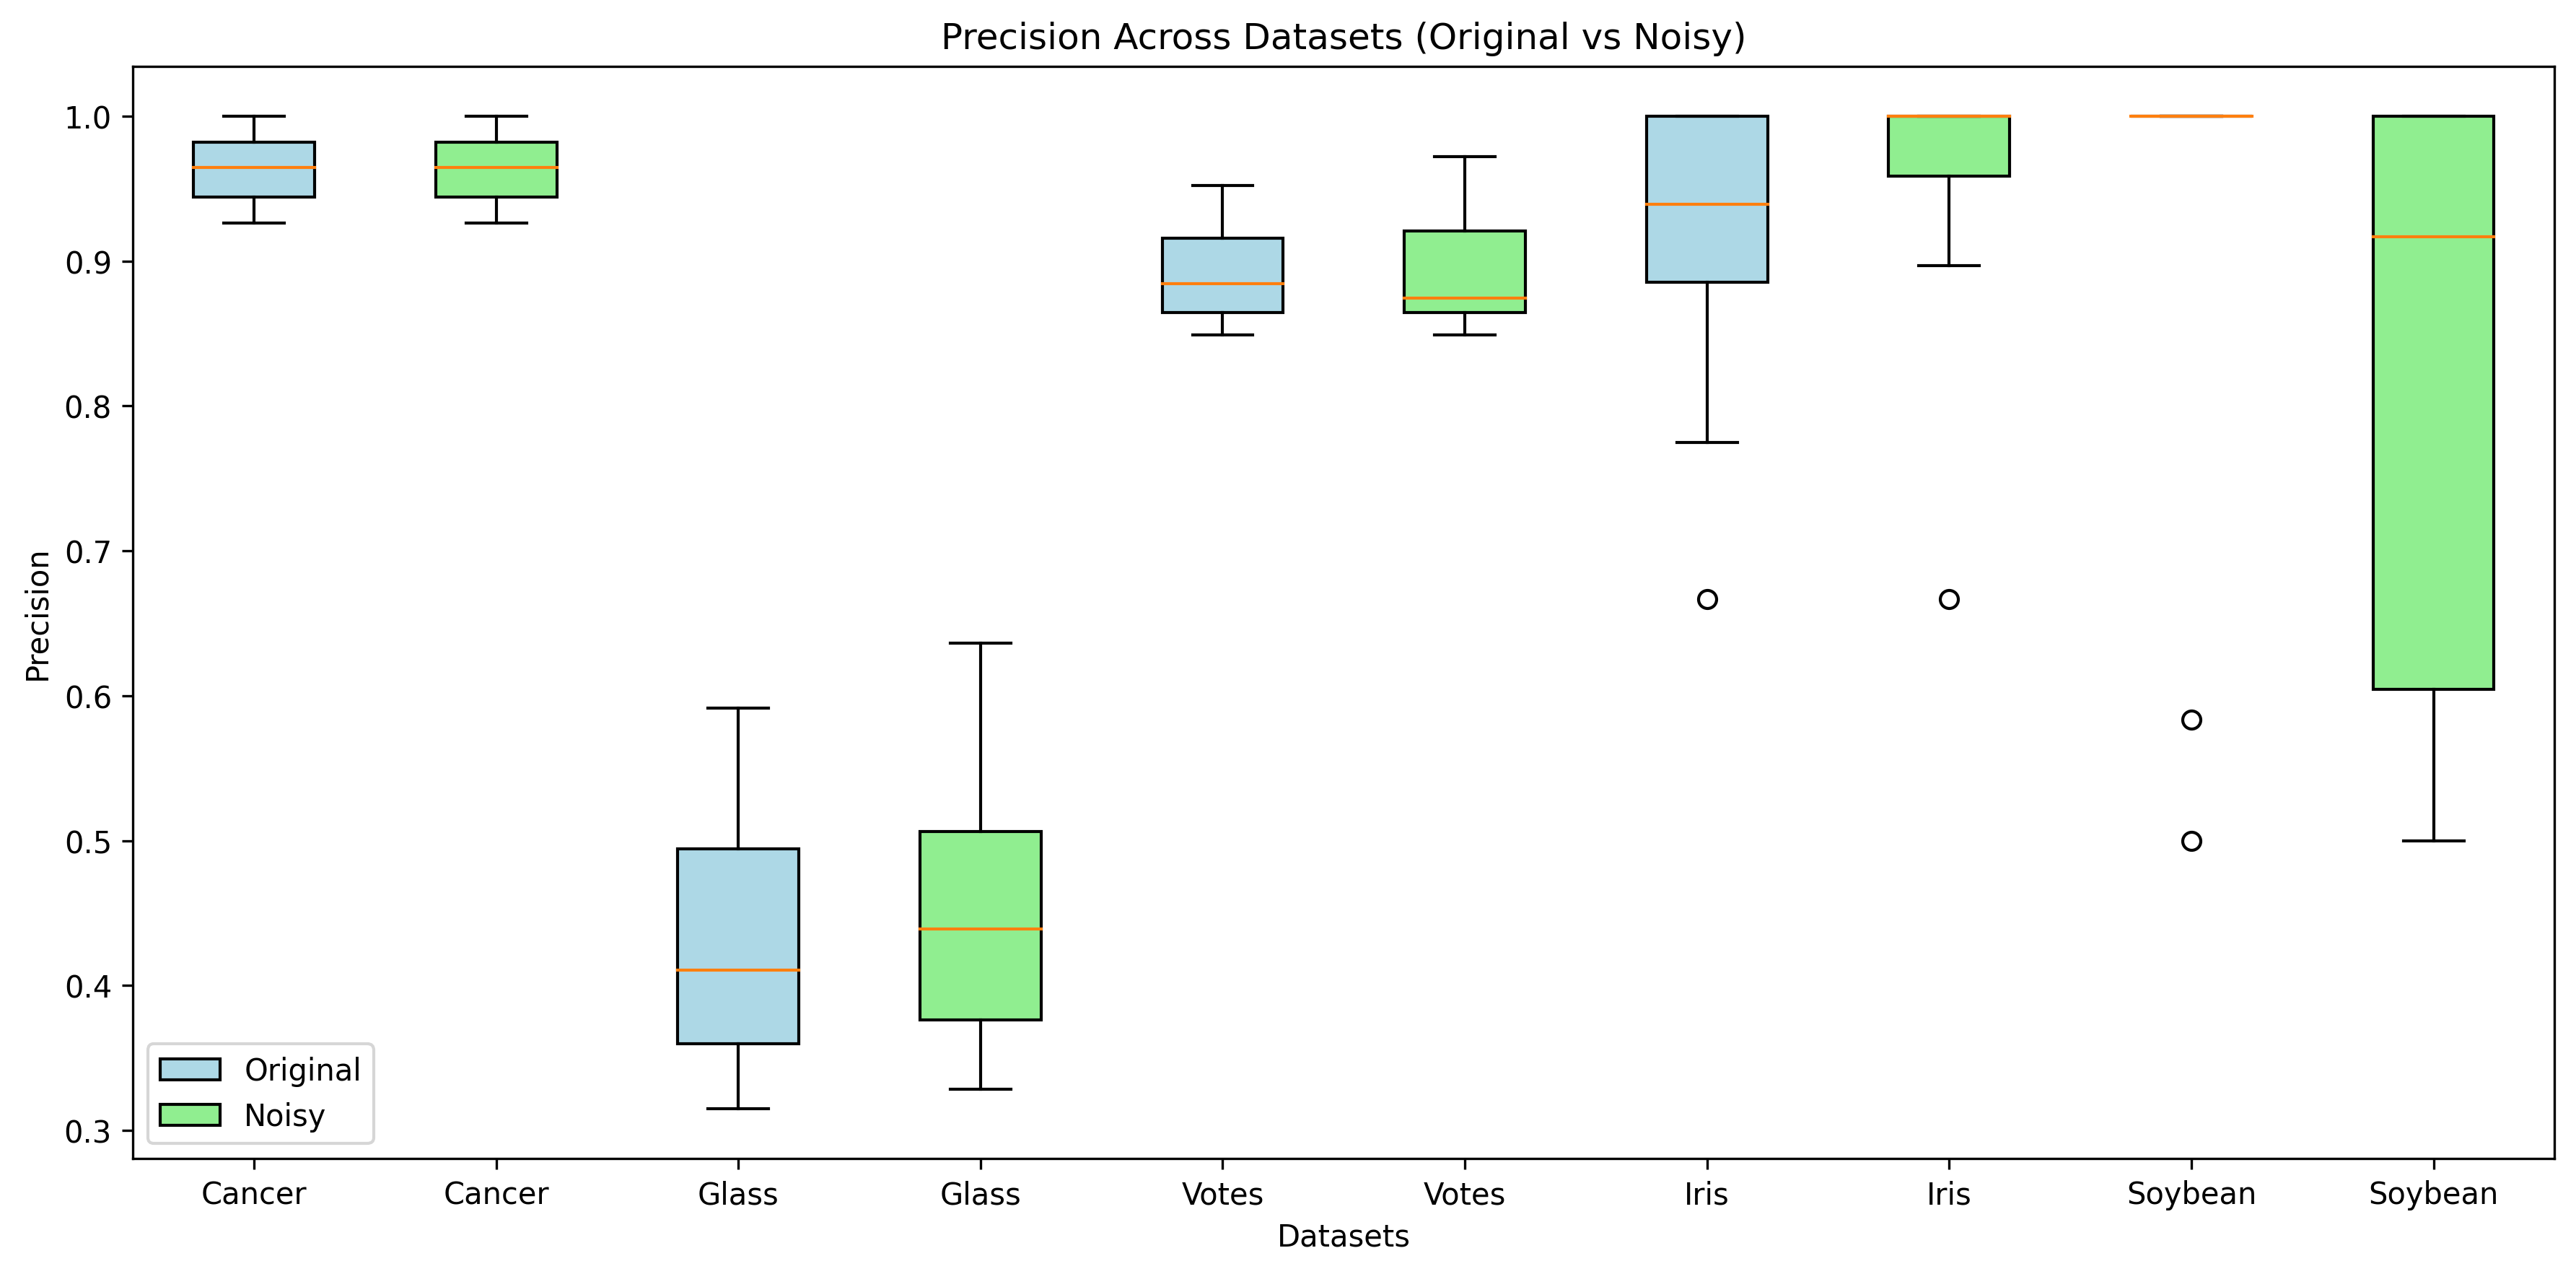 Precision Across Datasets (Original vs Noisy)
1.0
0.9
0.8
0.7
0.6
0.5
0.4
0.3
Precision
Original
Noisy
Cancer Cancer Glass Glass Votes Votes Iris Iris Soybean Soybean
Datasets